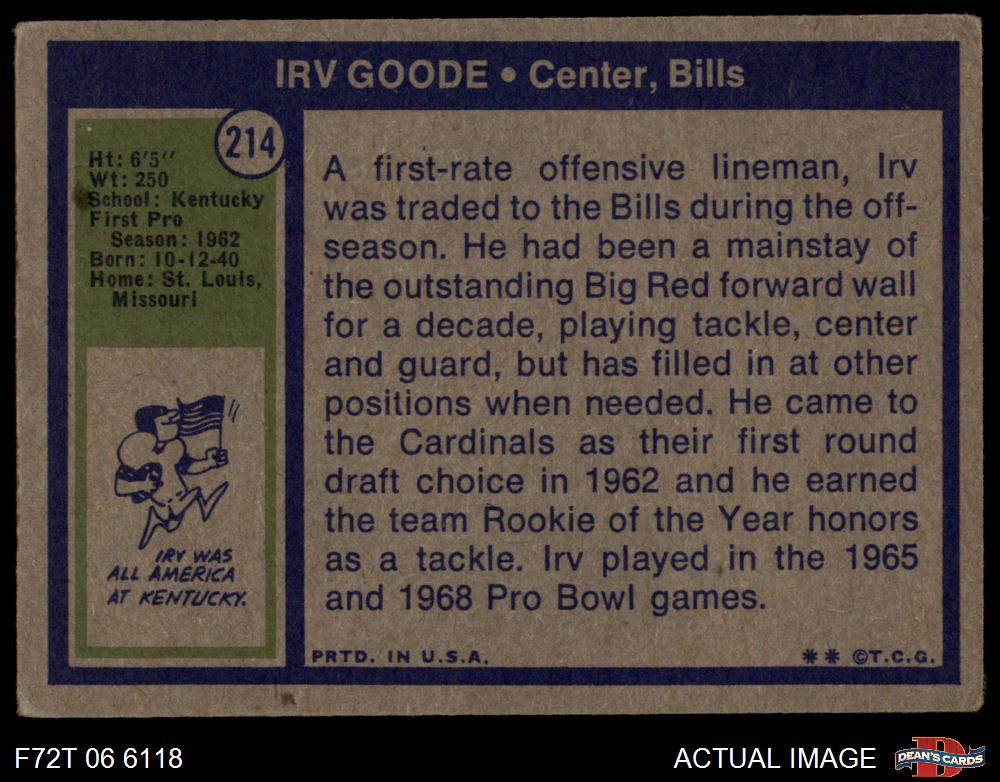 IRV GOODE • Center, Bills
214
Ht: 6'5"
Wt: 250
School: Kentucky
First Pro
Season: 1962
Born: 10-12-40
Home: St. Louis,
Missouri
IRV WAS
ALL AMERICA
AT KENTUCKY.
A first-rate offensive lineman, Irv
was traded to the Bills during the off-
season. He had been a mainstay of
the outstanding Big Red forward wall
for a decade, playing tackle, center
and guard, but has filled in at other
positions when needed. He came to
the Cardinals as their first round
draft choice in 1962 and he earned
the team Rookie of the Year honors
as a tackle. Irv played in the 1965
and 1968 Pro Bowl games.
PRTD. IN U.S.A.
** ©T.C.G.
F72T 06 6118
ACTUAL IMAGE
D
DEAN'S CARDS